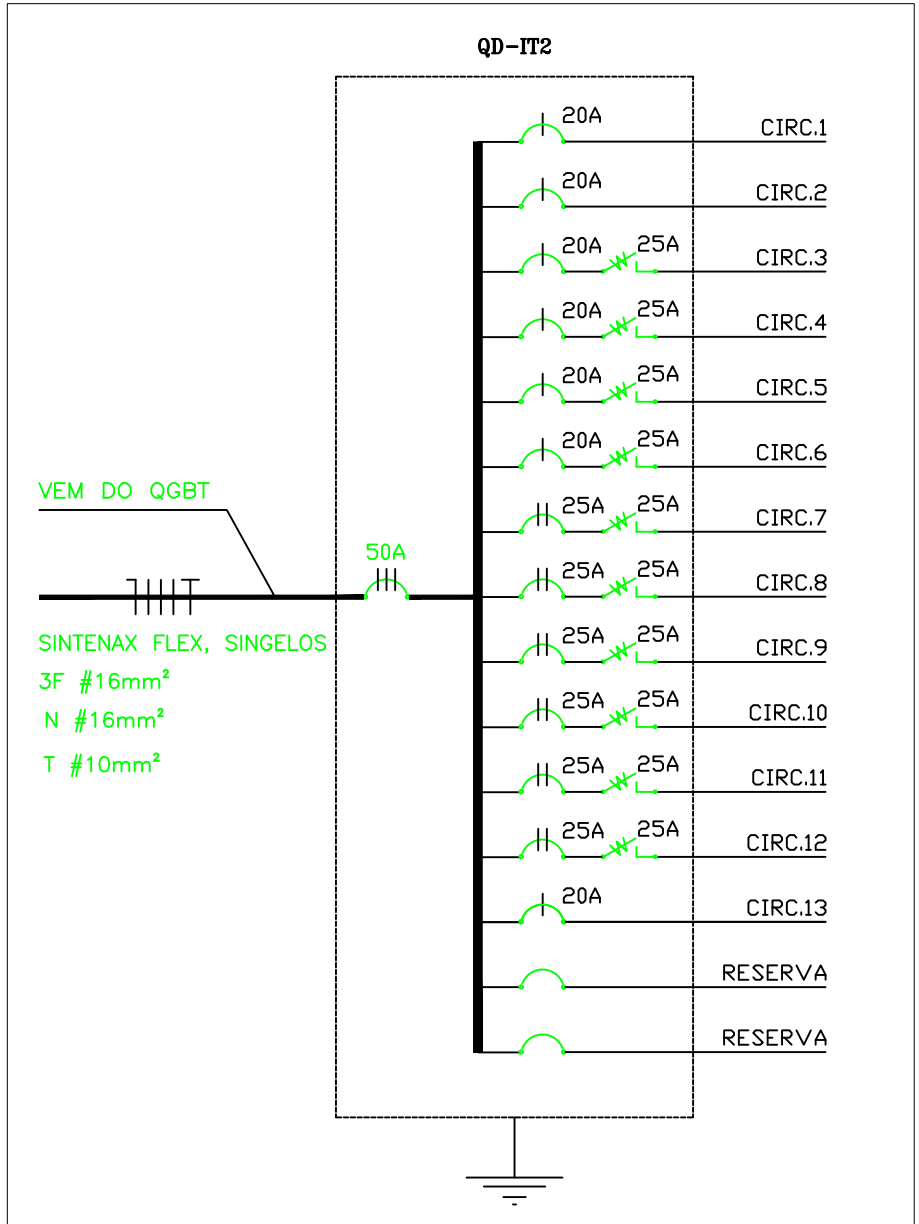 QD-IT2
20A CIRC.1
20A CIRC.2
20A 25A CIRC.3
20A 25A CIRC.4
20A 25A CIRC.5
20A 25A CIRC.6
VEM DO QGBT
25A 25A CIRC.7
50A
25A 25A CIRC.8
SINTENAX FLEX, SINGELOS
25A 25A CIRC.9
3F #16mm²
N #16mm²
25A 25A CIRC.10
T #10mm²
25A 25A CIRC.11
25A 25A CIRC.12
20A CIRC.13
RESERVA
RESERVA